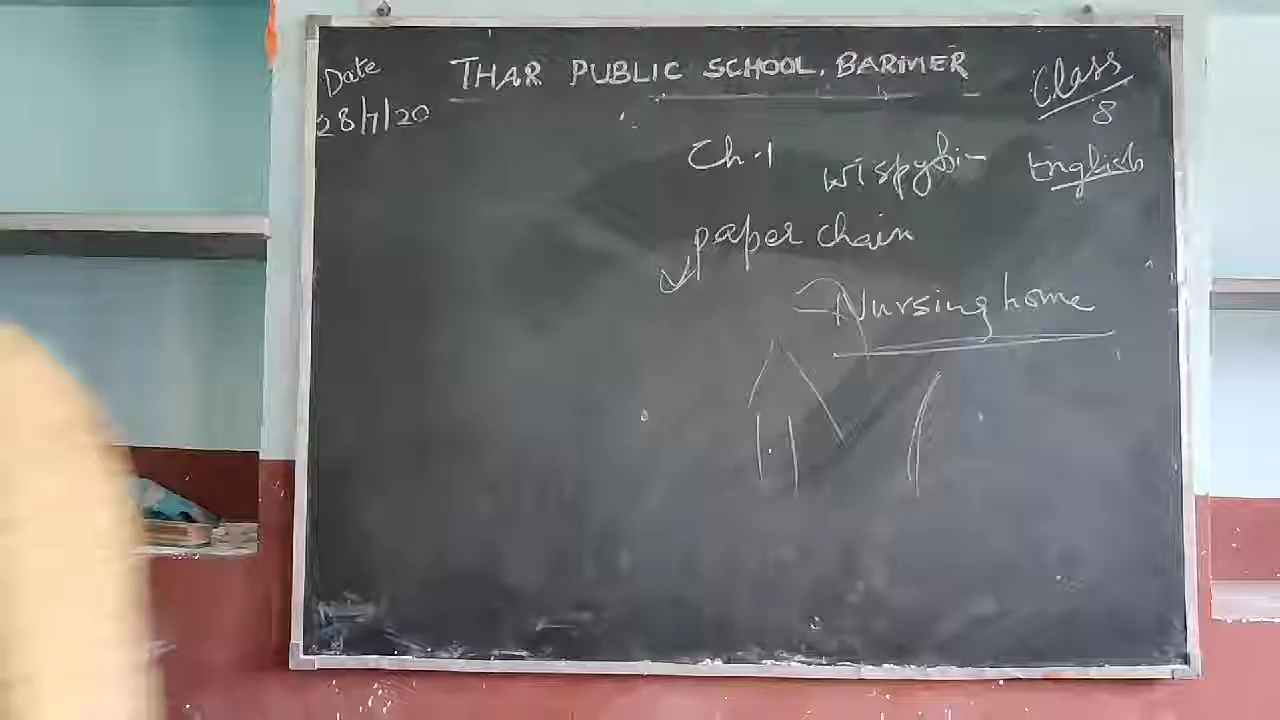 Date
28/7/20
THAR PUBLIC SCHOOL, BARMER
Class
8
English
Ch.1
paper chain
Nursing home